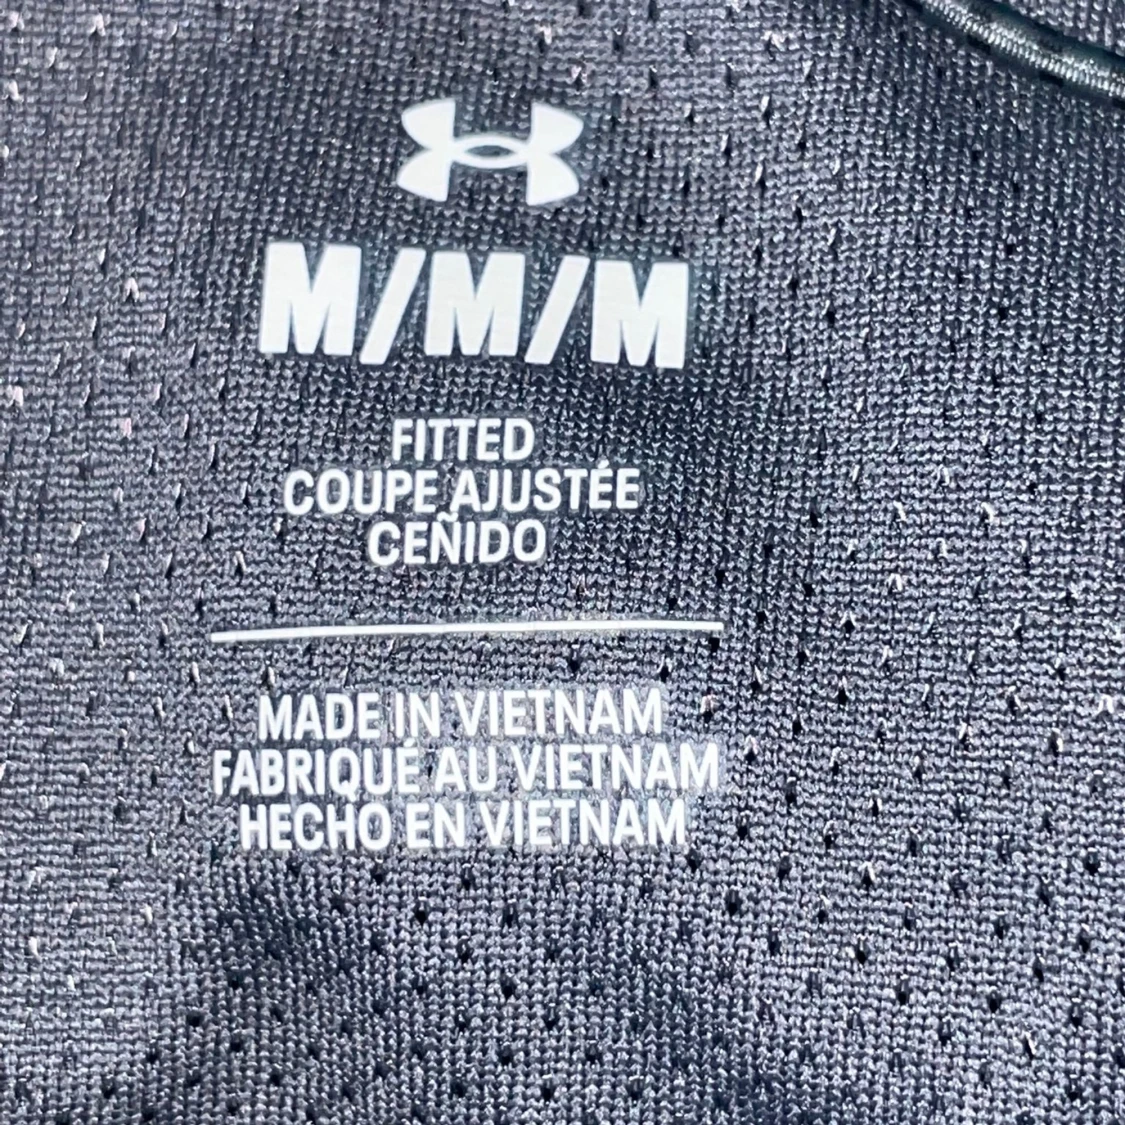 M/M/M
FITTED
COUPE AJUSTÉE
CEÑIDO
MADE IN VIETNAM
FABRIQUÉ AU VIETNAM
HECHO EN VIETNAM